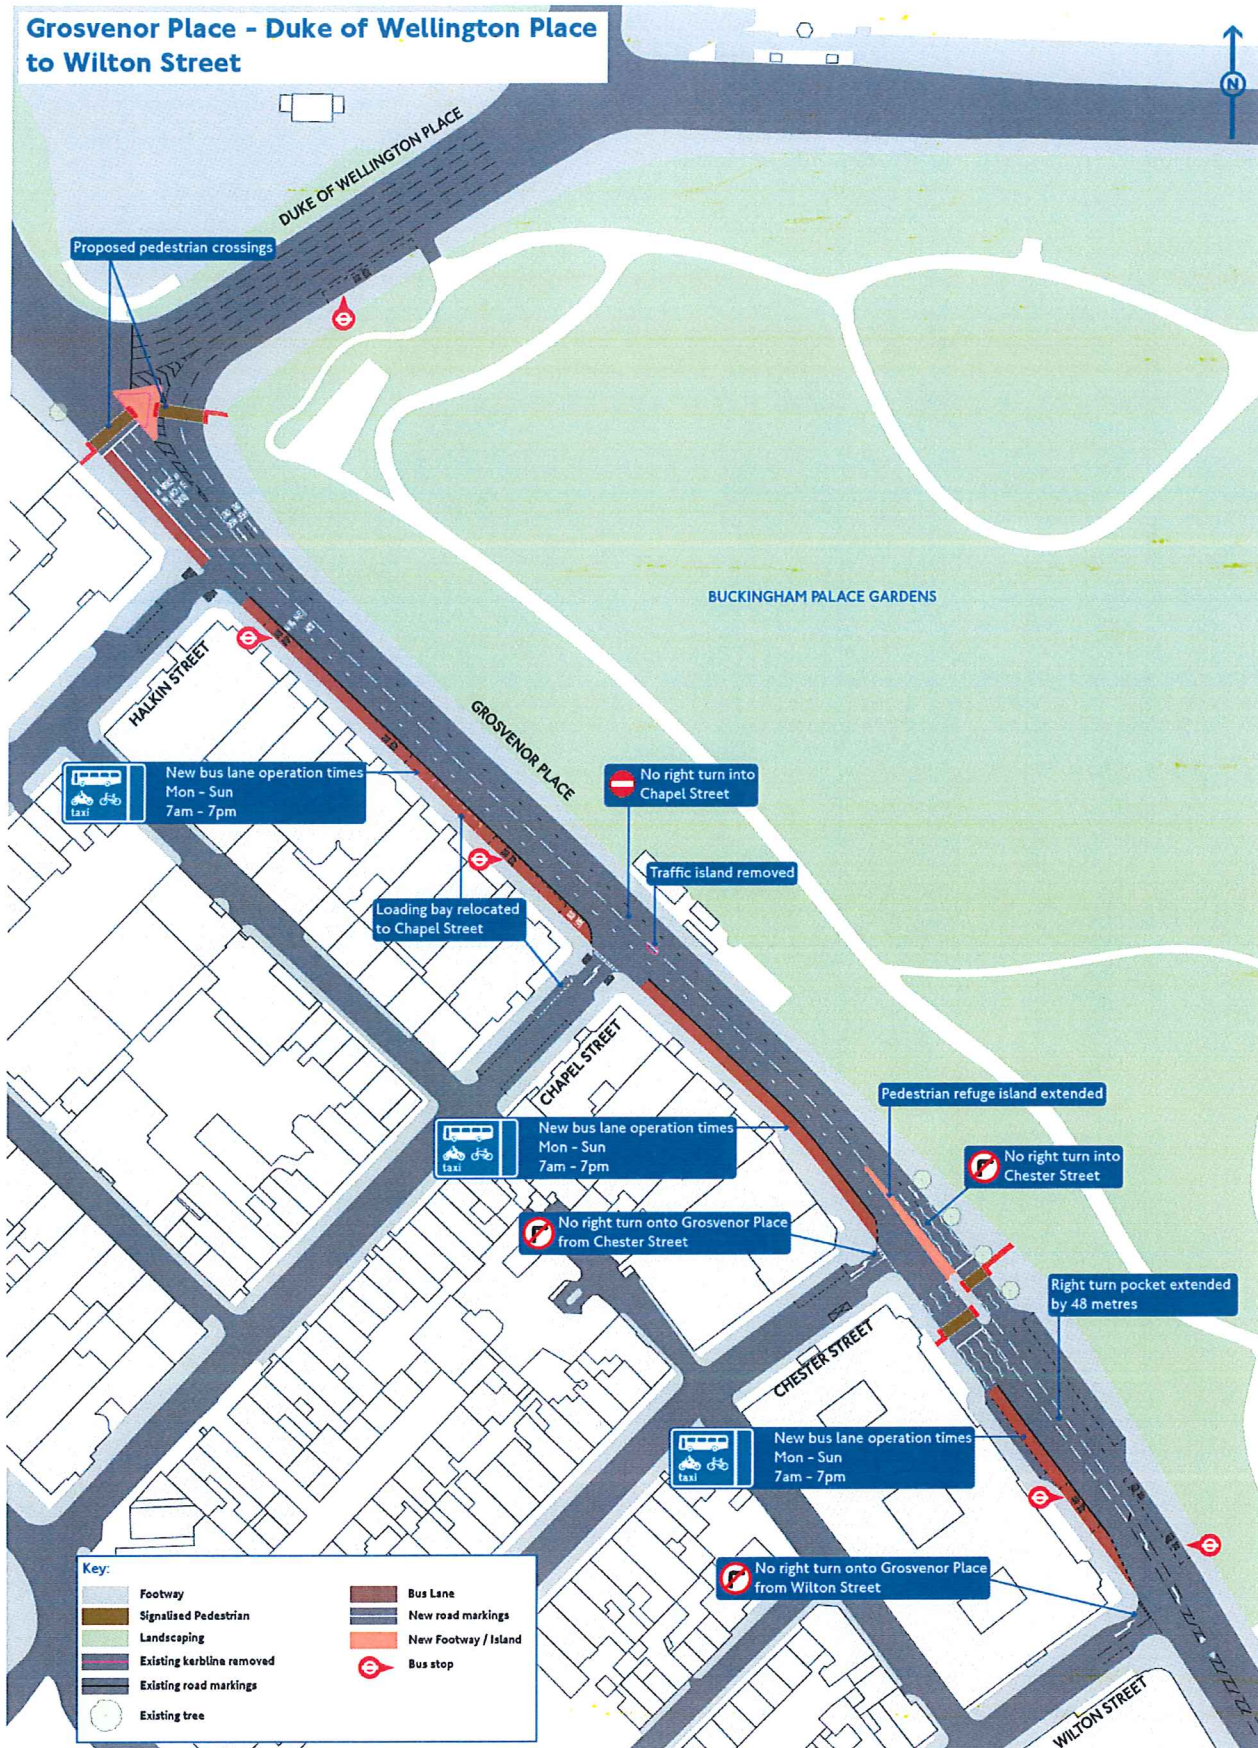 Grosvenor Place - Duke of Wellington Place
to Wilton Street
N
DUKE OF WELLINGTON PLACE
Proposed pedestrian crossings
BUCKINGHAM PALACE GARDENS
HALKIN STREET
GROSVENOR PLACE
taxi
New bus lane operation times
Mon - Sun
7am - 7pm
No right turn into
Chapel Street
Traffic island removed
Loading bay relocated
to Chapel Street
CHAPEL STREET
Pedestrian refuge island extended
taxi
New bus lane operation times
Mon - Sun
7am - 7pm
No right turn into
Chester Street
No right turn onto Grosvenor Place
from Chester Street
Right turn pocket extended
by 48 metres
CHESTER STREET
taxi
New bus lane operation times
Mon - Sun
7am - 7pm
No right turn onto Grosvenor Place
from Wilton Street
WILTON STREET
Key:
Footway
Signalised Pedestrian
Landscaping
Existing kerbline removed
Existing road markings
Existing tree
Bus Lane
New road markings
New Footway / Island
Bus stop